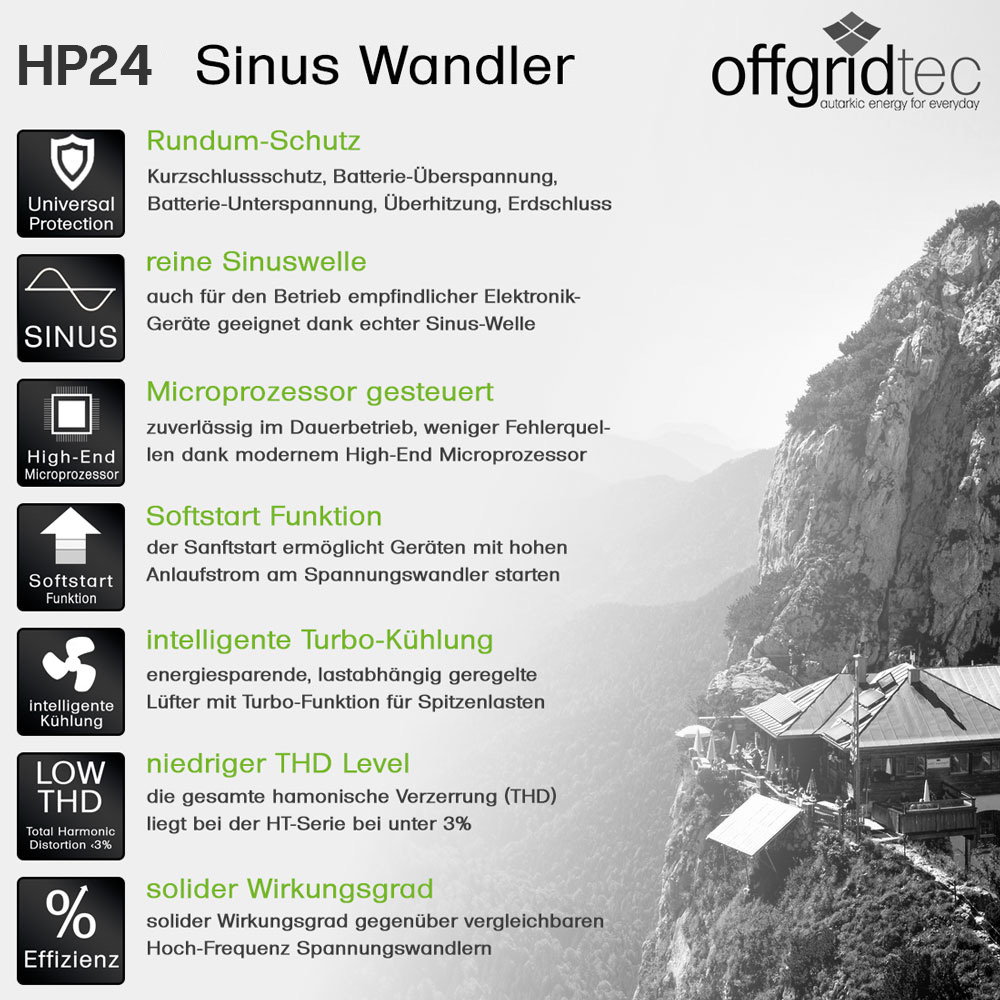 HP24 Sinus Wandler
offgridtec
autarkic energy for everyday
Universal
Protection
Rundum-Schutz
Kurzschlussschutz, Batterie-Überspannung,
Batterie-Unterspannung, Überhitzung, Erdschluss
SINUS
reine Sinuswelle
auch für den Betrieb empfindlicher Elektronik-
Geräte geeignet dank echter Sinus-Welle
High-End
Microprozessor
Microprozessor gesteuert
zuverlässig im Dauerbetrieb, weniger Fehlerquel-
len dank modernem High-End Microprozessor
Softstart
Funktion
Softstart Funktion
der Sanftstart ermöglicht Geräten mit hohen
Anlaufstrom am Spannungswandler starten
intelligente
Kühlung
intelligente Turbo-Kühlung
energiesparende, lastabhängig geregelte
Lüfter mit Turbo-Funktion für Spitzenlasten
LOW
THD
Total Harmonic
Distortion <3%
niedriger THD Level
die gesamte hamonische Verzerrung (THD)
liegt bei der HT-Serie bei unter 3%
%
Effizienz
solider Wirkungsgrad
solider Wirkungsgrad gegenüber vergleichbaren
Hoch-Frequenz Spannungswandlern